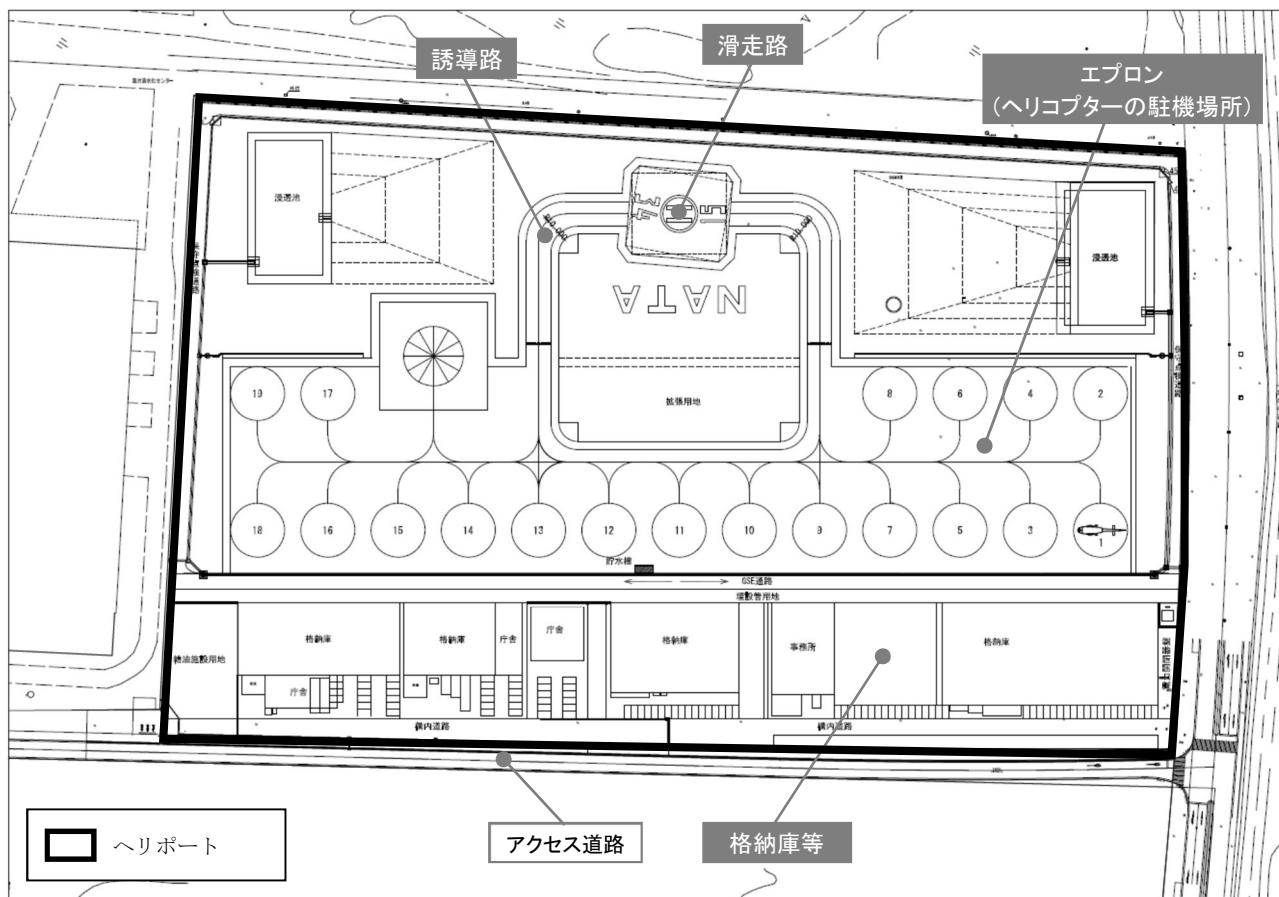 誘導路
滑走路
エプロン
（ヘリコプターの駐機場所）
浸透池
浸透池
NATA
拡張用地
19
17
8
6
4
2
18
16
15
14
13
12
11
10
9
7
5
3
1
貯水槽
GSE通路
埋設管用地
給油施設用地
格納庫
格納庫
庁舎
庁舎
格納庫
事務所
格納庫
庁舎
構内道路
構内道路
アクセス道路
格納庫等
ヘリポート